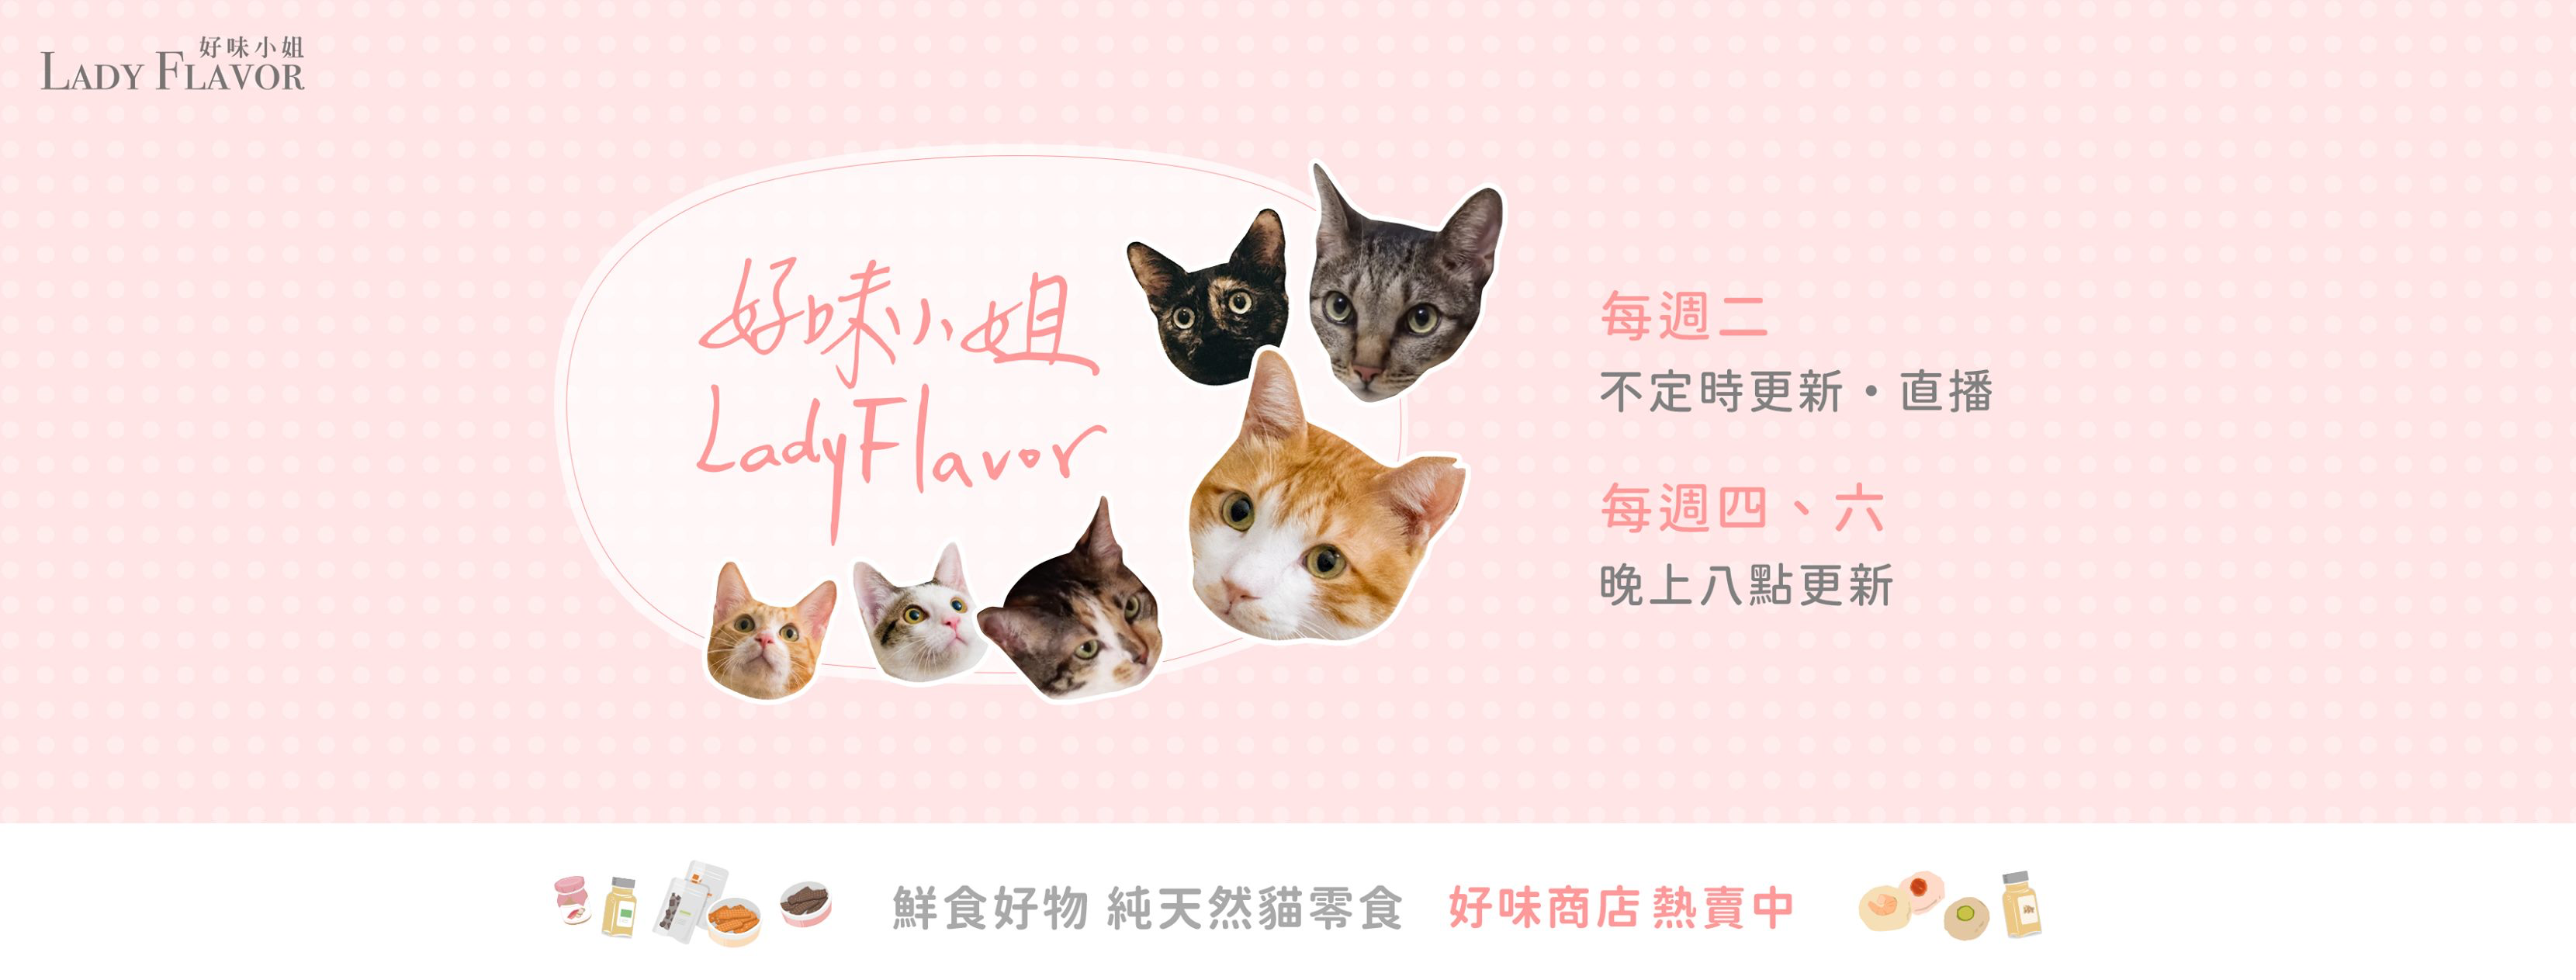 好味小姐
LADY FLAVOR
好味小姐
LadyFlavor
每週二
不定時更新・直播
每週四、六
晚上八點更新
鮮食好物 純天然貓零食 好味商店 熱賣中